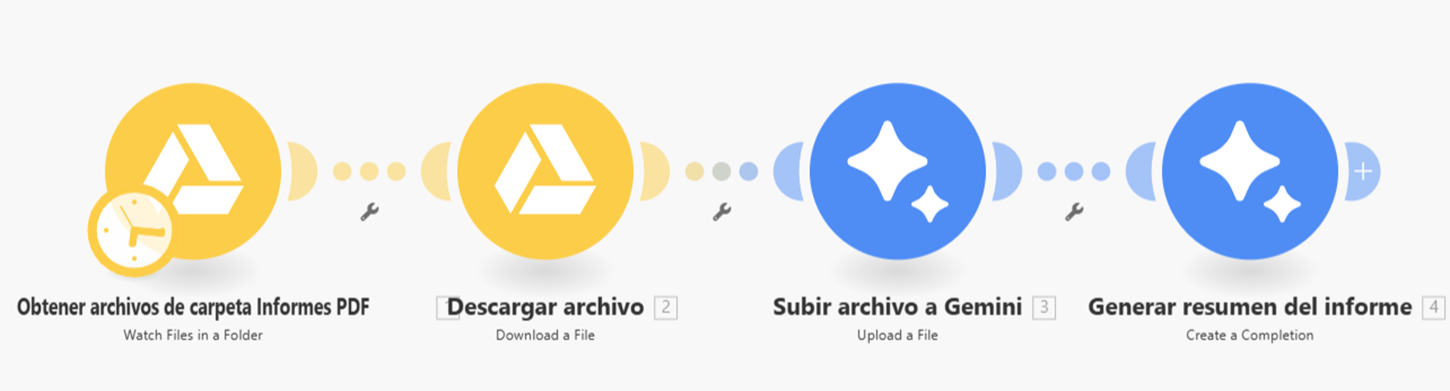 Obtener archivos de carpeta Informes PDF 1
Watch Files in a Folder
Descargar archivo 2
Download a File
Subir archivo a Gemini 3
Upload a File
Generar resumen del informe 4
Create a Completion